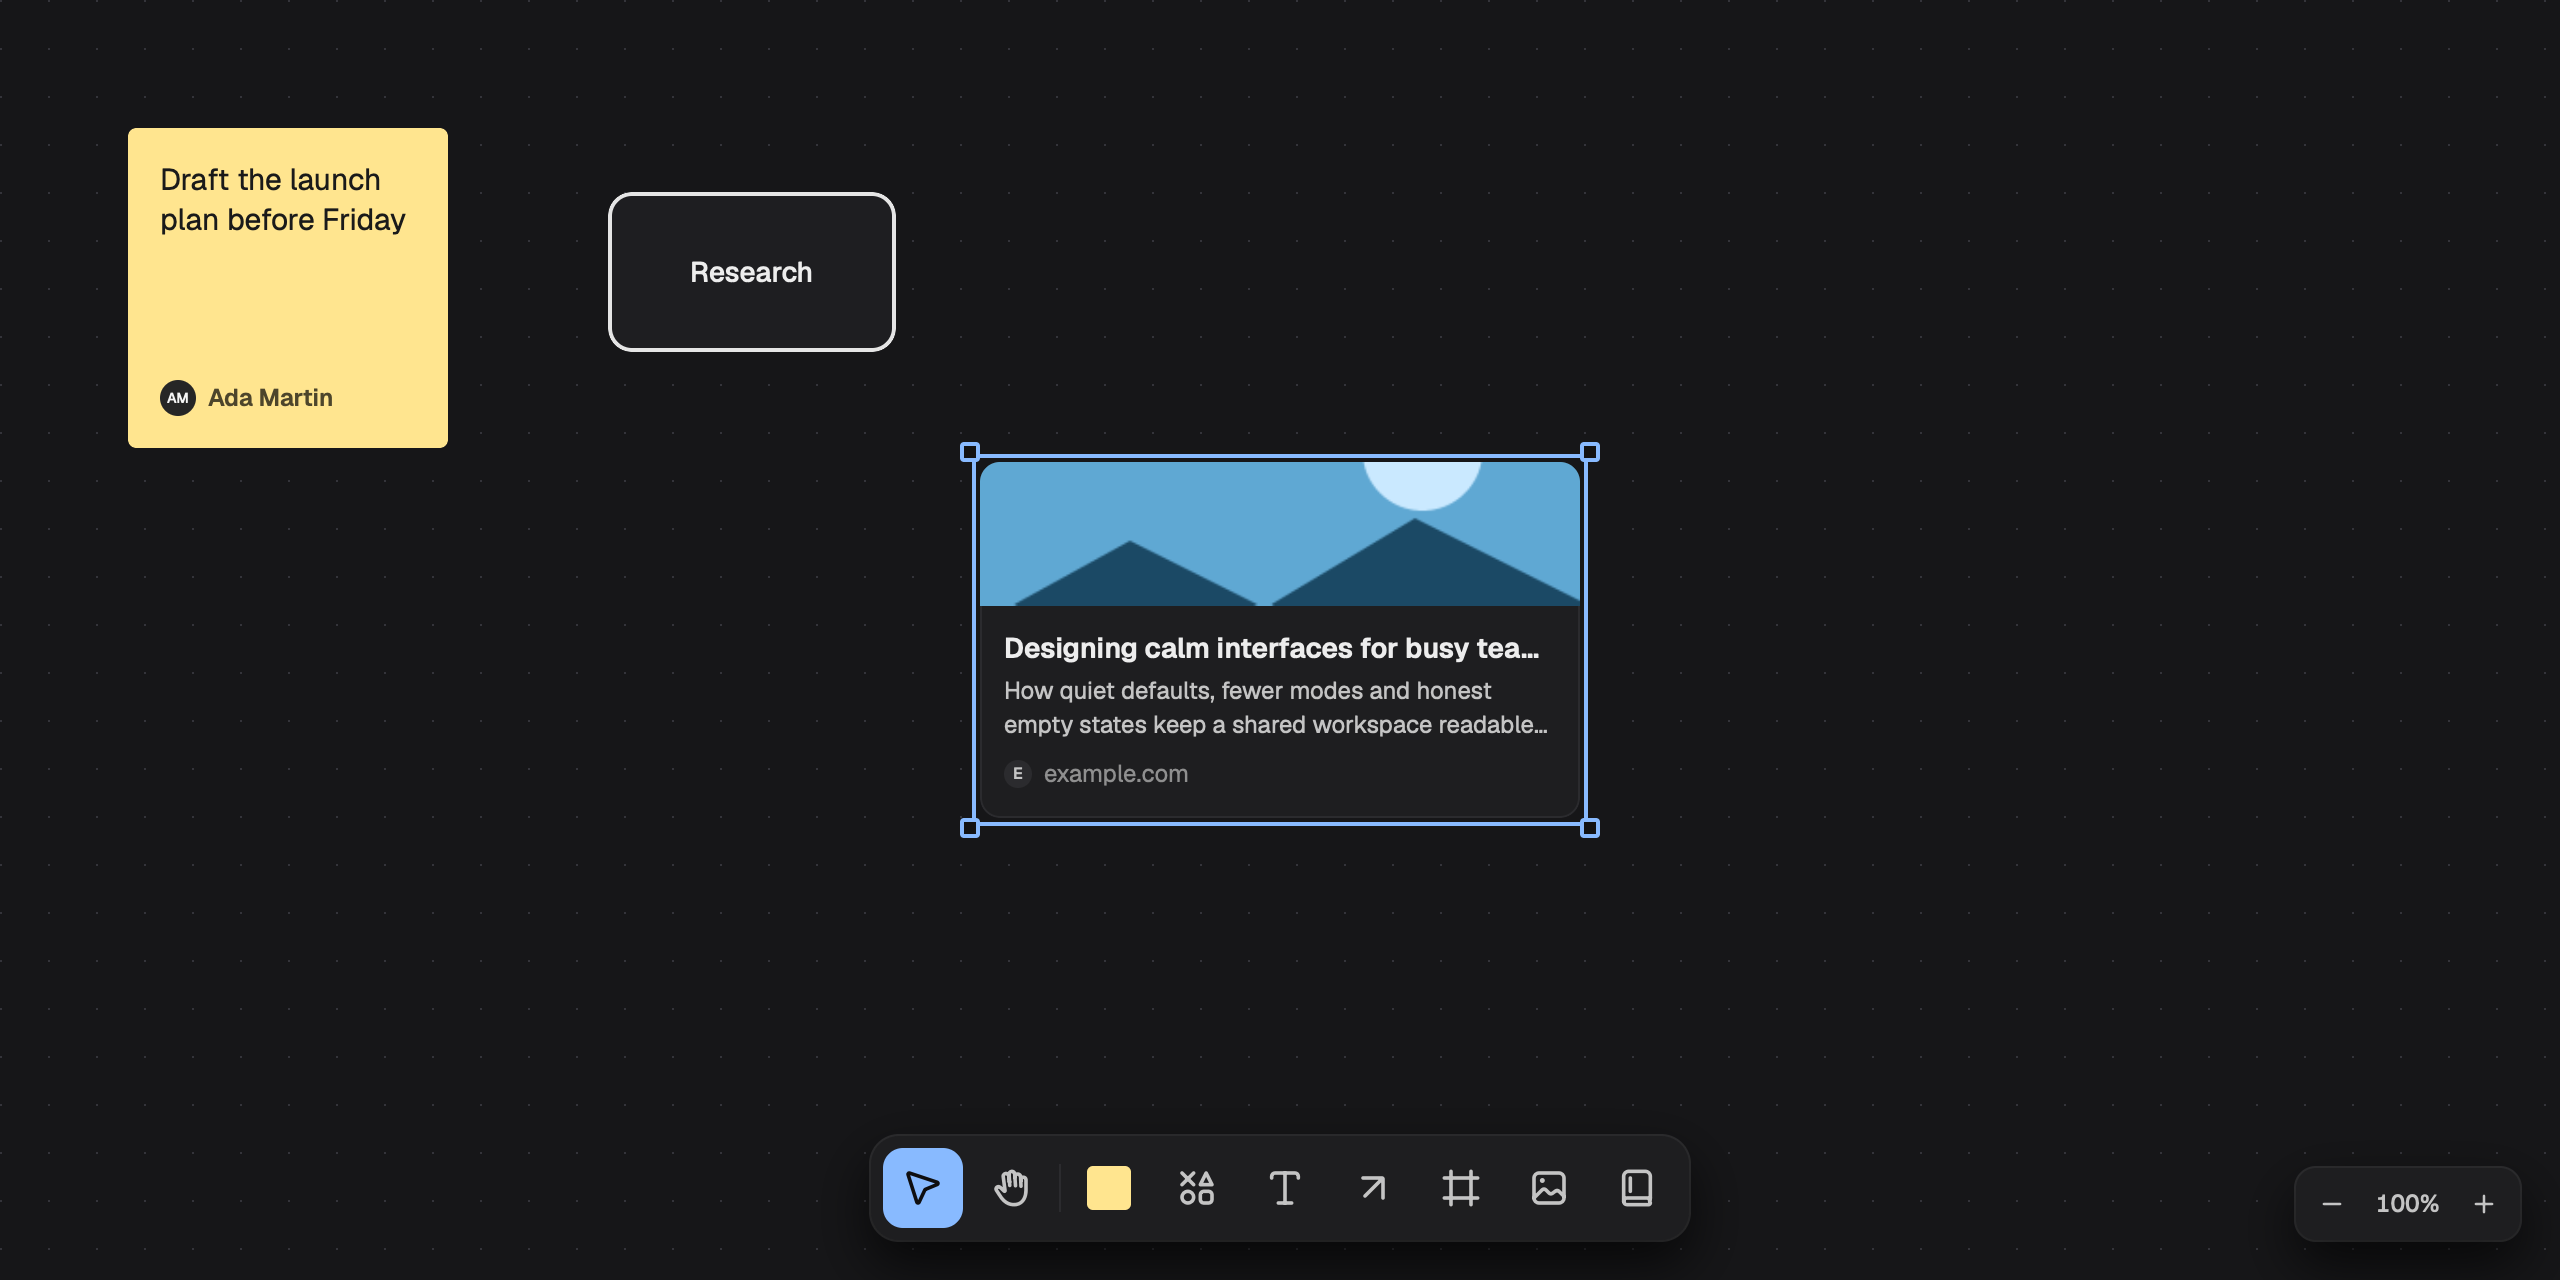 Draft the launch
plan before Friday
AM Ada Martin
Research
Designing calm interfaces for busy tea…
How quiet defaults, fewer modes and honest
empty states keep a shared workspace readable…
E example.com
100%